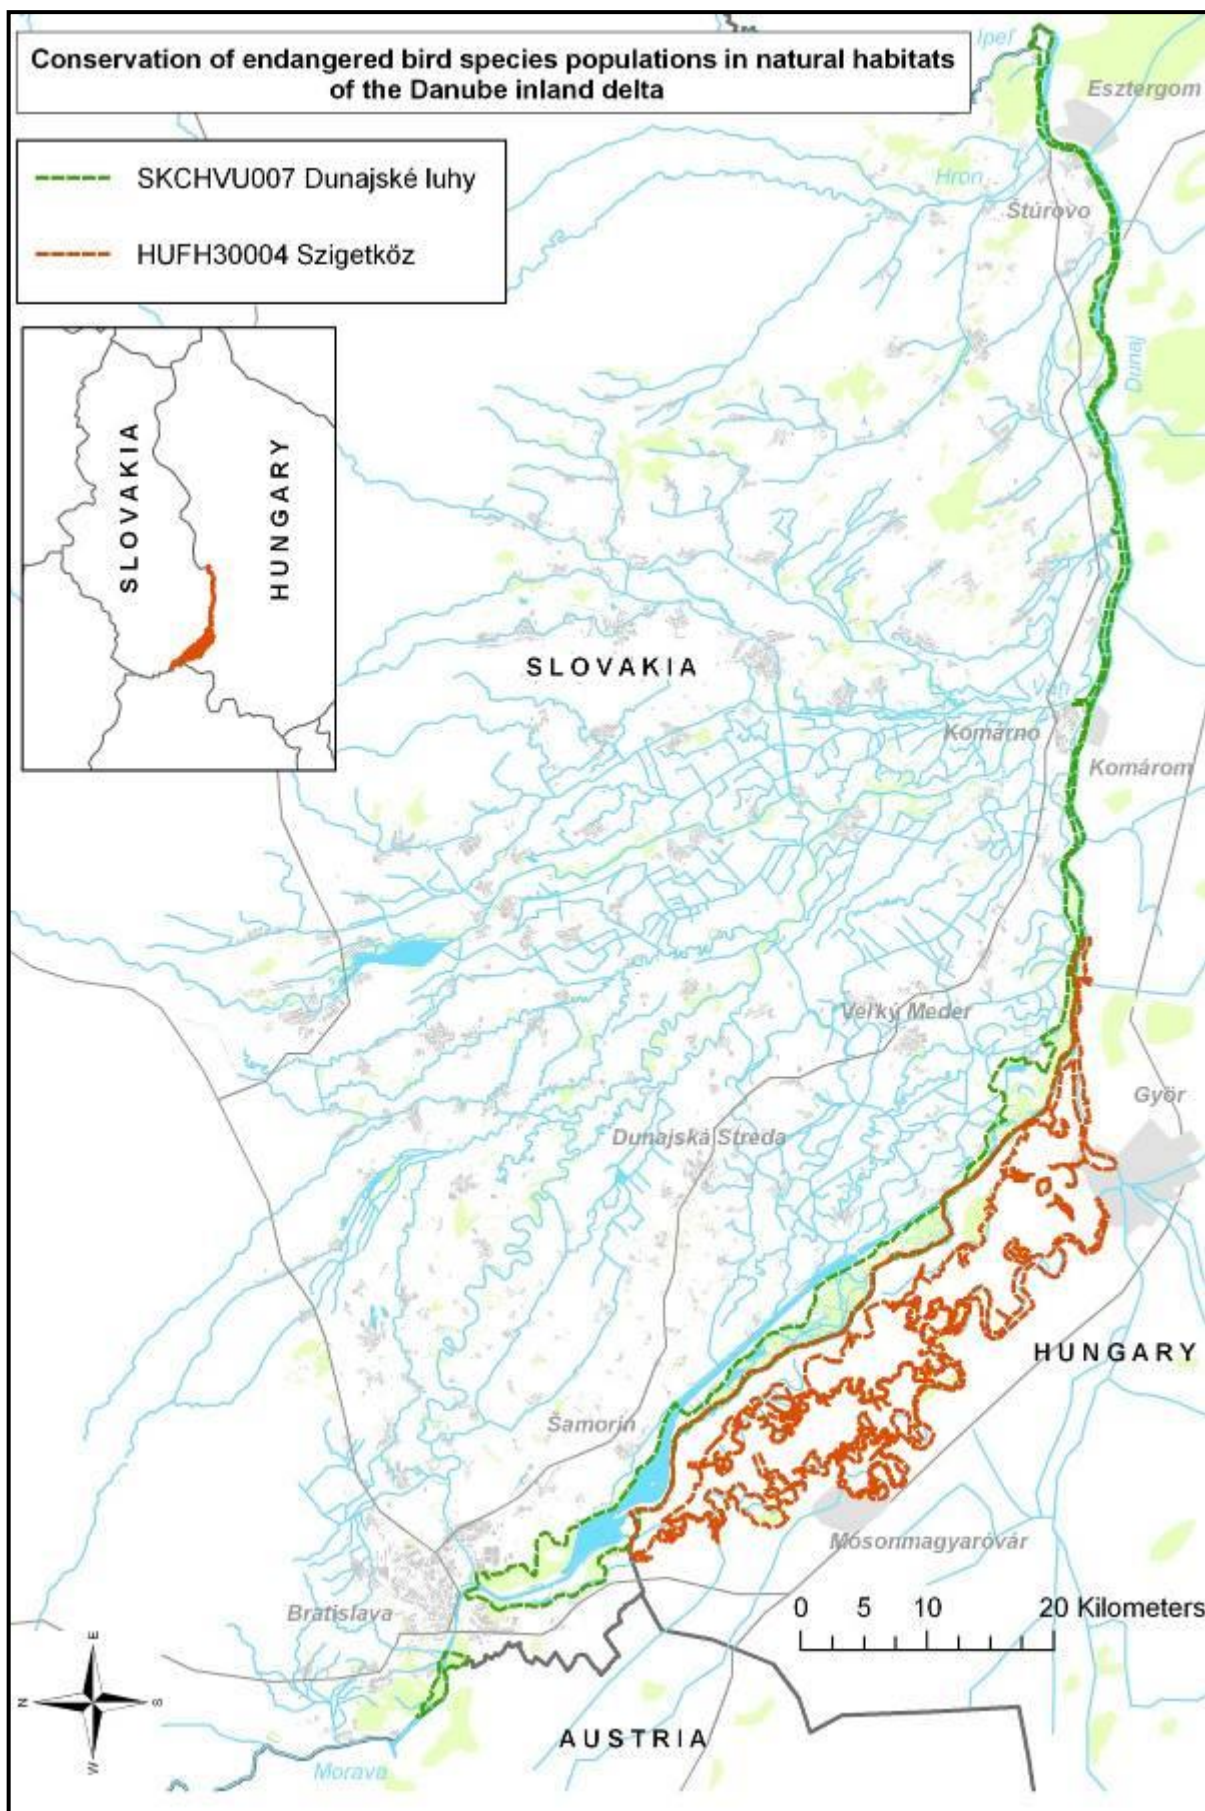 Conservation of endangered bird species populations in natural habitats
of the Danube inland delta
SKCHVU007 Dunajské luhy
HUFH30004 Szigetköz
SLOVAKIA
HUNGARY
Ipeľ
Esztergom
Hron
Štúrovo
Dunaj
SLOVAKIA
Váh
Komárno
Komárom
Veľký Meder
Győr
Dunajská Streda
HUNGARY
Šamorín
Mosonmagyaróvár
Bratislava
0 5 10 20 Kilometers
N E S W
AUSTRIA
Morava